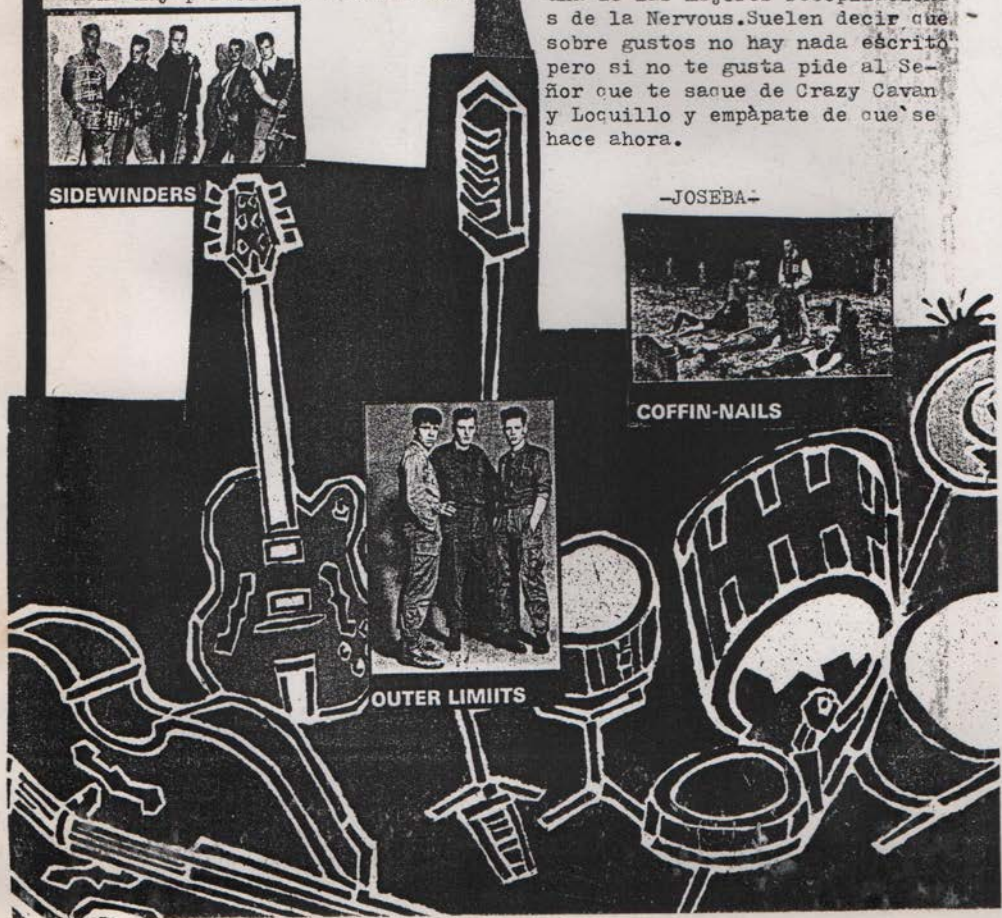 s de la Nervous.Suelen decir que
sobre gustos no hay nada escrito
pero si no te gusta pide al Se-
ñor que te saque de Crazy Cavan
y Loquillo y empàpate de que se
hace ahora.
-JOSEBA-
SIDEWINDERS
COFFIN-NAILS
OUTER LIMIITS